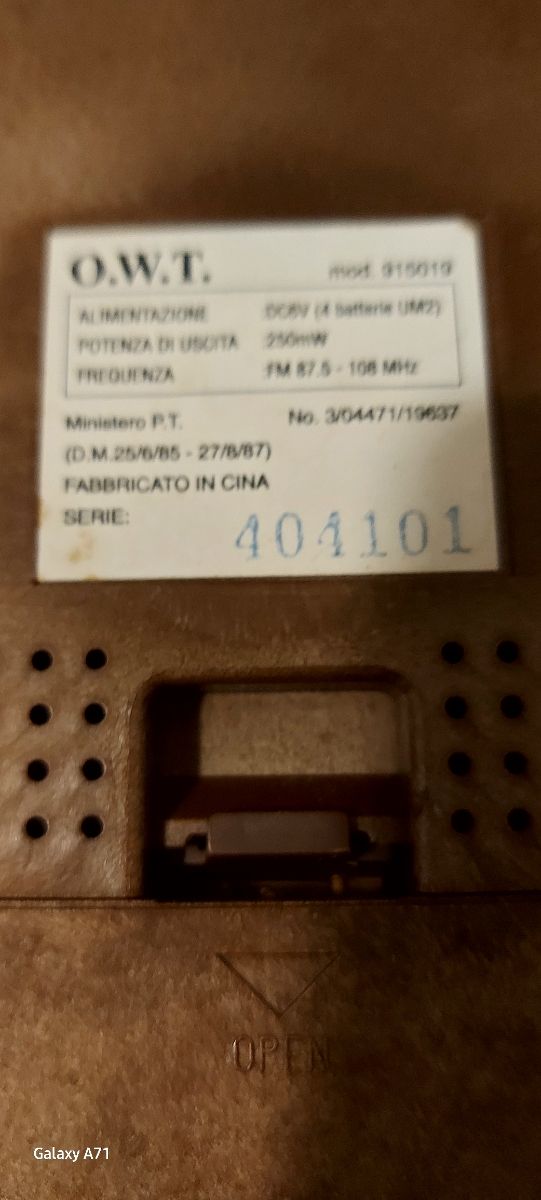 O.W.T. mod. 915019
ALIMENTAZIONE :DC6V (4 batterie UM2)
POTENZA DI USCITA :250mW
FREQUENZA :FM 87.5 - 108 MHz
Ministero P.T. No. 3/04471/19637
(D.M.25/6/85 - 27/8/87)
FABBRICATO IN CINA
SERIE: 404101
OPEN
Galaxy A71